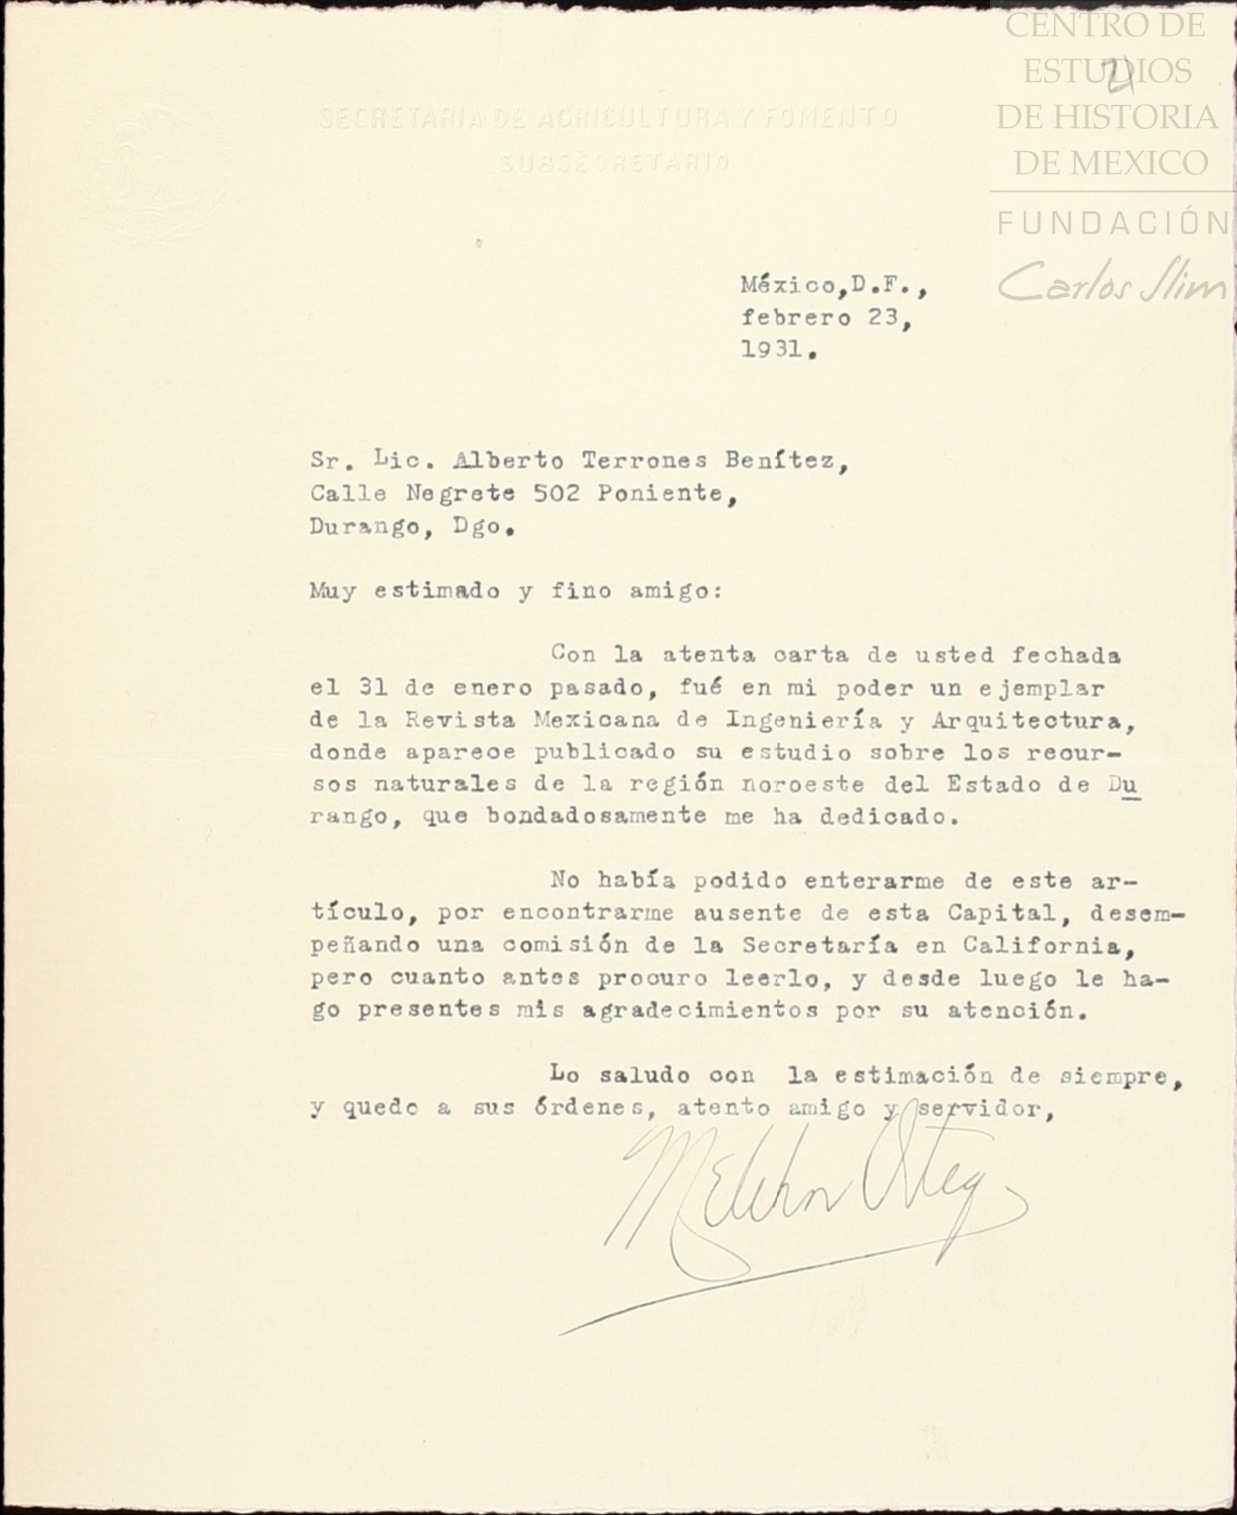 CENTRO DE
ESTUDIOS
DE HISTORIA
DE MEXICO
FUNDACIÓN
Carlos Slim
21
SECRETARIA DE AGRICULTURA Y FOMENTO
SUBSECRETARIO
México,D.F.,
febrero 23,
1931.
Sr. Lic. Alberto Terrones Benítez,
Calle Negrete 502 Poniente,
Durango, Dgo.
Muy estimado y fino amigo:
Con la atenta carta de usted fechada
el 31 de enero pasado, fué en mi poder un ejemplar
de la Revista Mexicana de Ingeniería y Arquitectura,
donde aparece publicado su estudio sobre los recur-
sos naturales de la región noroeste del Estado de Du
rango, que bondadosamente me ha dedicado.
No había podido enterarme de este ar-
tículo, por encontrarme ausente de esta Capital, desem-
peñando una comisión de la Secretaría en California,
pero cuanto antes procuro leerlo, y desde luego le ha-
go presentes mis agradecimientos por su atención.
Lo saludo con la estimación de siempre,
y quedo a sus órdenes, atento amigo y servidor,